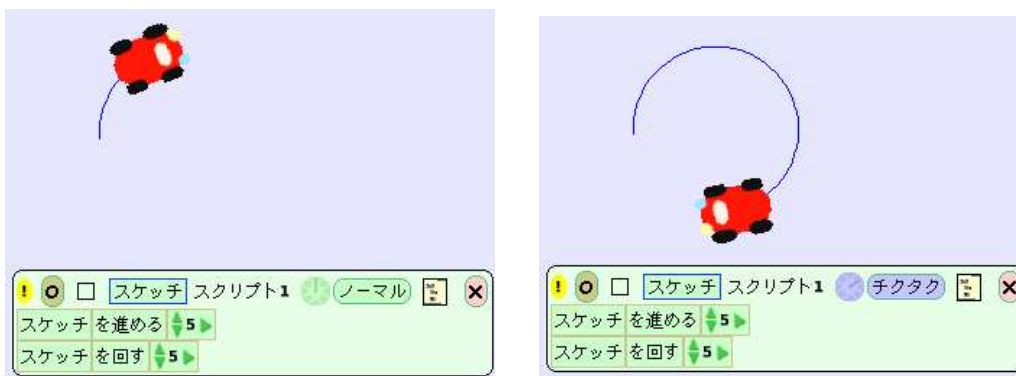 ! スケッチ スクリプト1 ノーマル
スケッチ を進める 5
スケッチ を回す 5
! スケッチ スクリプト1 チクタク
スケッチ を進める 5
スケッチ を回す 5